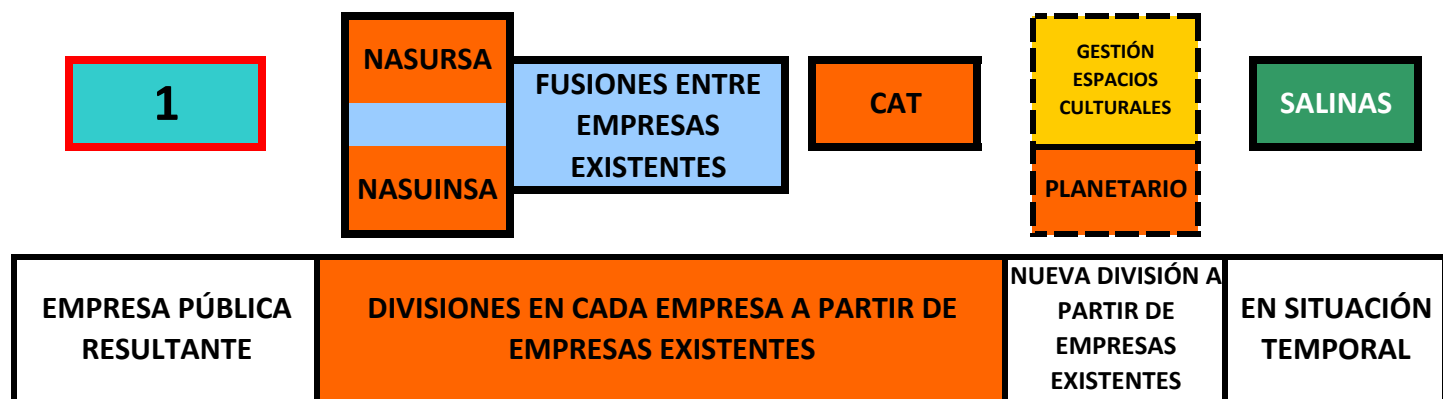 1
NASURSA
NASUINSA
FUSIONES ENTRE
EMPRESAS
EXISTENTES
CAT
GESTIÓN
ESPACIOS
CULTURALES
PLANETARIO
SALINAS
EMPRESA PÚBLICA
RESULTANTE
DIVISIONES EN CADA EMPRESA A PARTIR DE
EMPRESAS EXISTENTES
NUEVA DIVISIÓN A
PARTIR DE
EMPRESAS
EXISTENTES
EN SITUACIÓN
TEMPORAL